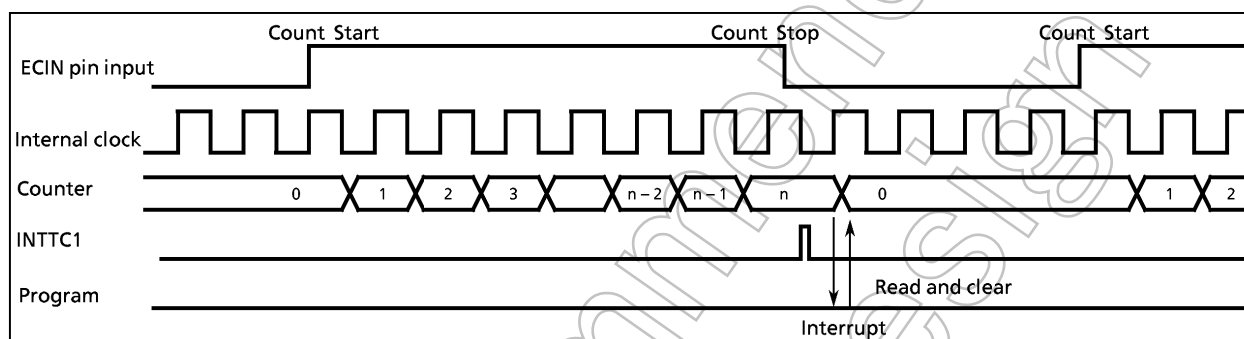 Count Start Count Stop Count Start
ECIN pin input
Internal clock
Counter 0 1 2 3 n – 2 n – 1 n 0 1 2
INTTC1
Program
Read and clear
Interrupt